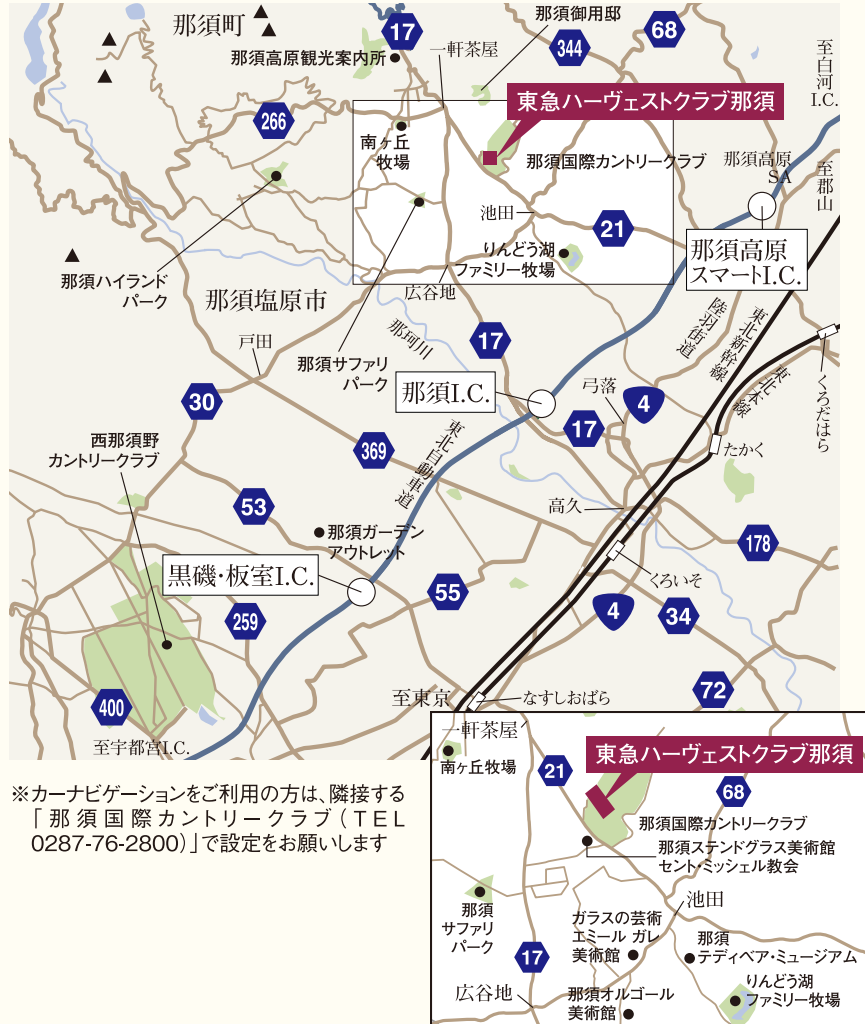 那須町
17
那須高原観光案内所
一軒茶屋
那須御用邸
344
68
至白河I.C.
東急ハーヴェストクラブ那須
266
南ヶ丘
牧場
那須国際カントリークラブ
那須高原
SA
至郡山
池田
21
那須高原
スマートI.C.
りんどう湖
ファミリー牧場
広谷地
那須ハイランド
パーク
那須塩原市
那須サファリ
パーク
那珂川
17
陸羽街道
東北新幹線
東北本線
くろだはら
戸田
那須I.C.
弓落
4
30
17
たかく
西那須野
カントリークラブ
369
東北自動車道
53
高久
那須ガーデン
アウトレット
178
黒磯・板室I.C.
くろいそ
55
4
34
259
72
400
至東京
なすしおばら
至宇都宮I.C.
※カーナビゲーションをご利用の方は、隣接する
「那須国際カントリークラブ(TEL
0287-76-2800)」で設定をお願いします
一軒茶屋
南ヶ丘牧場
21
東急ハーヴェストクラブ那須
68
那須国際カントリークラブ
那須ステンドグラス美術館
セント・ミッシェル教会
那須
サファリ
パーク
池田
ガラスの芸術
エミール ガレ
美術館
那須
テディベア・ミュージアム
17
広谷地
那須オルゴール
美術館
りんどう湖
ファミリー牧場